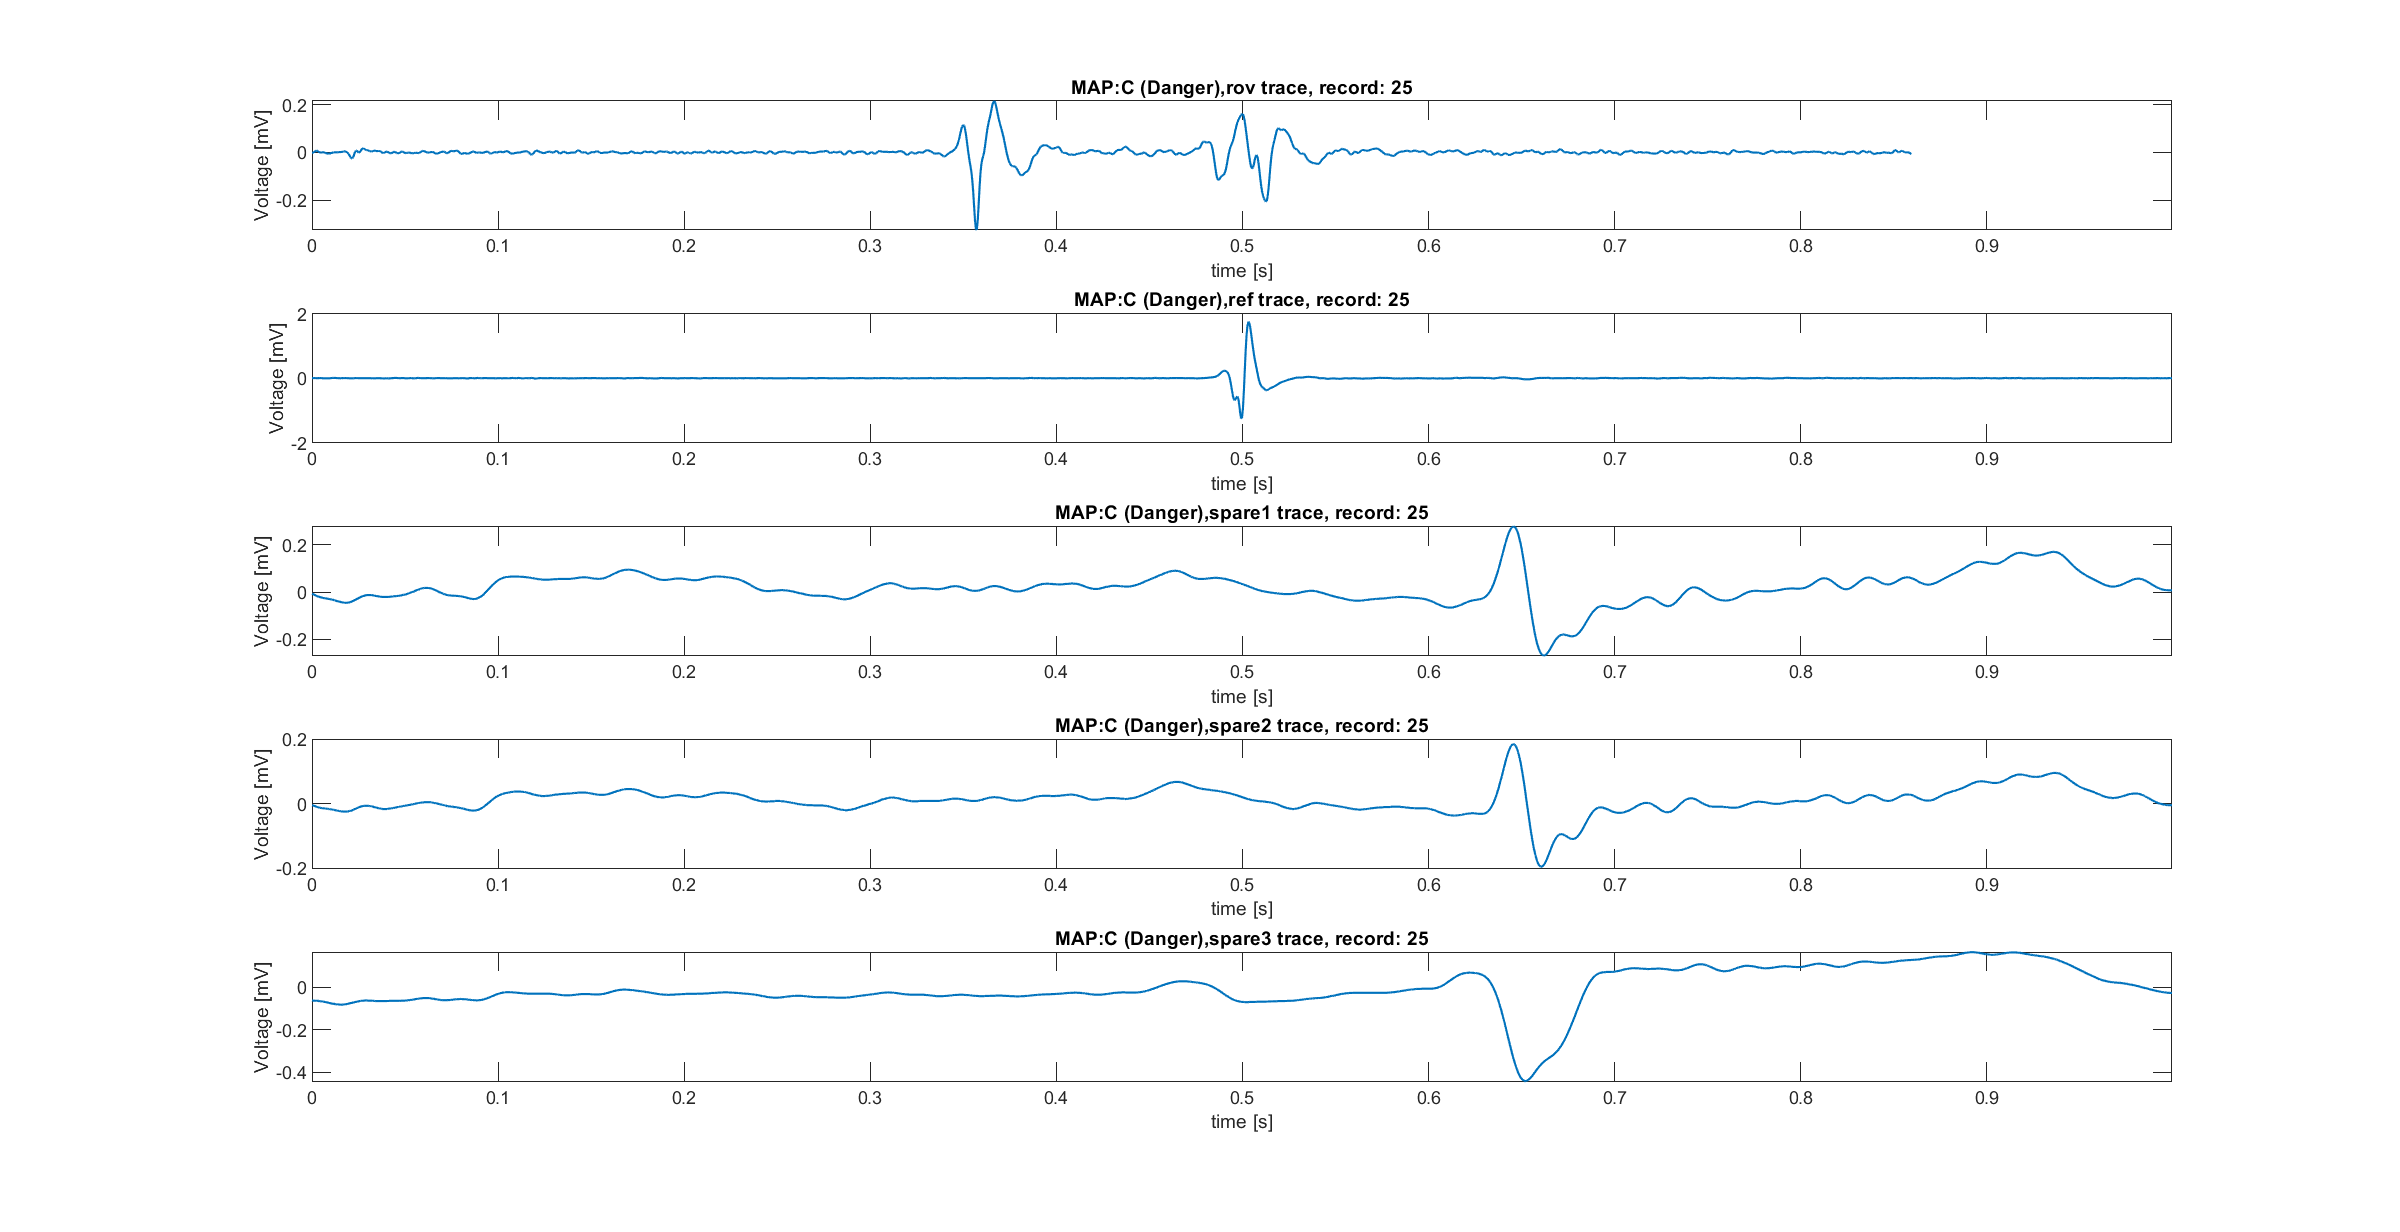 MAP:C (Danger),rov trace, record: 25
Voltage [mV]
0.2
0
-0.2
0 0.1 0.2 0.3 0.4 0.5 0.6 0.7 0.8 0.9
time [s]
MAP:C (Danger),ref trace, record: 25
Voltage [mV]
2
0
-2
0 0.1 0.2 0.3 0.4 0.5 0.6 0.7 0.8 0.9
time [s]
MAP:C (Danger),spare1 trace, record: 25
Voltage [mV]
0.2
0
-0.2
0 0.1 0.2 0.3 0.4 0.5 0.6 0.7 0.8 0.9
time [s]
MAP:C (Danger),spare2 trace, record: 25
Voltage [mV]
0.2
0
-0.2
0 0.1 0.2 0.3 0.4 0.5 0.6 0.7 0.8 0.9
time [s]
MAP:C (Danger),spare3 trace, record: 25
Voltage [mV]
0
-0.2
-0.4
0 0.1 0.2 0.3 0.4 0.5 0.6 0.7 0.8 0.9
time [s]